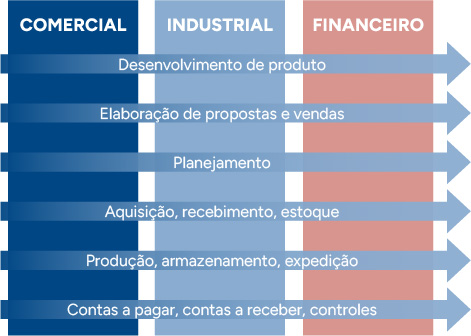 COMERCIAL INDUSTRIAL FINANCEIRO
Desenvolvimento de produto
Elaboração de propostas e vendas
Planejamento
Aquisição, recebimento, estoque
Produção, armazenamento, expedição
Contas a pagar, contas a receber, controles